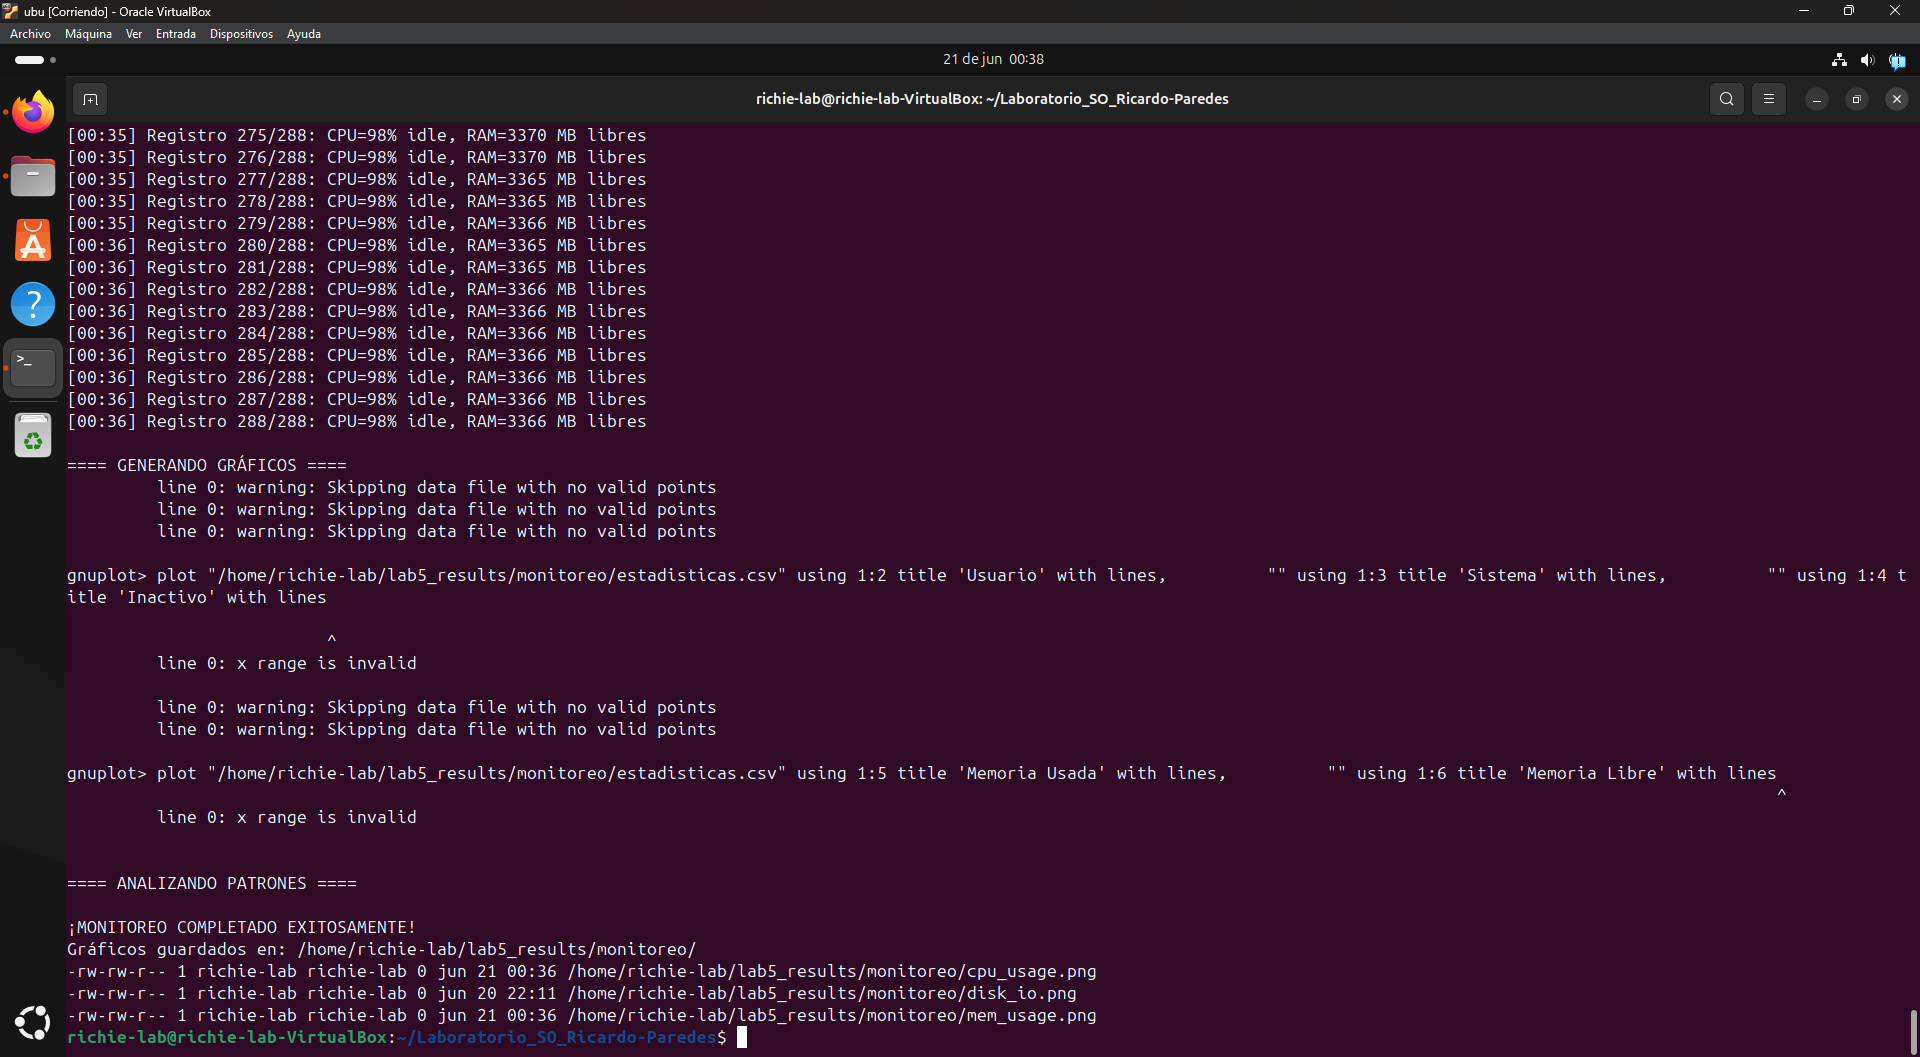 ubu [Corriendo] - Oracle VirtualBox
Archivo Máquina Ver Entrada Dispositivos Ayuda
21 de jun 00:38
richie-lab@richie-lab-VirtualBox: ~/Laboratorio_SO_Ricardo-Paredes
[00:35] Registro 275/288: CPU=98% idle, RAM=3370 MB libres
[00:35] Registro 276/288: CPU=98% idle, RAM=3370 MB libres
[00:35] Registro 277/288: CPU=98% idle, RAM=3365 MB libres
[00:35] Registro 278/288: CPU=98% idle, RAM=3365 MB libres
[00:35] Registro 279/288: CPU=98% idle, RAM=3366 MB libres
[00:36] Registro 280/288: CPU=98% idle, RAM=3365 MB libres
[00:36] Registro 281/288: CPU=98% idle, RAM=3365 MB libres
[00:36] Registro 282/288: CPU=98% idle, RAM=3366 MB libres
[00:36] Registro 283/288: CPU=98% idle, RAM=3366 MB libres
[00:36] Registro 284/288: CPU=98% idle, RAM=3366 MB libres
[00:36] Registro 285/288: CPU=98% idle, RAM=3366 MB libres
[00:36] Registro 286/288: CPU=98% idle, RAM=3366 MB libres
[00:36] Registro 287/288: CPU=98% idle, RAM=3366 MB libres
[00:36] Registro 288/288: CPU=98% idle, RAM=3366 MB libres
==== GENERANDO GRÁFICOS ====
line 0: warning: Skipping data file with no valid points
line 0: warning: Skipping data file with no valid points
line 0: warning: Skipping data file with no valid points
gnuplot> plot "/home/richie-lab/lab5_results/monitoreo/estadisticas.csv" using 1:2 title 'Usuario' with lines,          "" using 1:3 title 'Sistema' with lines,          "" using 1:4 t
itle 'Inactivo' with lines
^
line 0: x range is invalid
line 0: warning: Skipping data file with no valid points
line 0: warning: Skipping data file with no valid points
gnuplot> plot "/home/richie-lab/lab5_results/monitoreo/estadisticas.csv" using 1:5 title 'Memoria Usada' with lines,          "" using 1:6 title 'Memoria Libre' with lines
^
line 0: x range is invalid
==== ANALIZANDO PATRONES ====
¡MONITOREO COMPLETADO EXITOSAMENTE!
Gráficos guardados en: /home/richie-lab/lab5_results/monitoreo/
-rw-rw-r-- 1 richie-lab richie-lab 0 jun 21 00:36 /home/richie-lab/lab5_results/monitoreo/cpu_usage.png
-rw-rw-r-- 1 richie-lab richie-lab 0 jun 20 22:11 /home/richie-lab/lab5_results/monitoreo/disk_io.png
-rw-rw-r-- 1 richie-lab richie-lab 0 jun 21 00:36 /home/richie-lab/lab5_results/monitoreo/mem_usage.png
richie-lab@richie-lab-VirtualBox:~/Laboratorio_SO_Ricardo-Paredes$